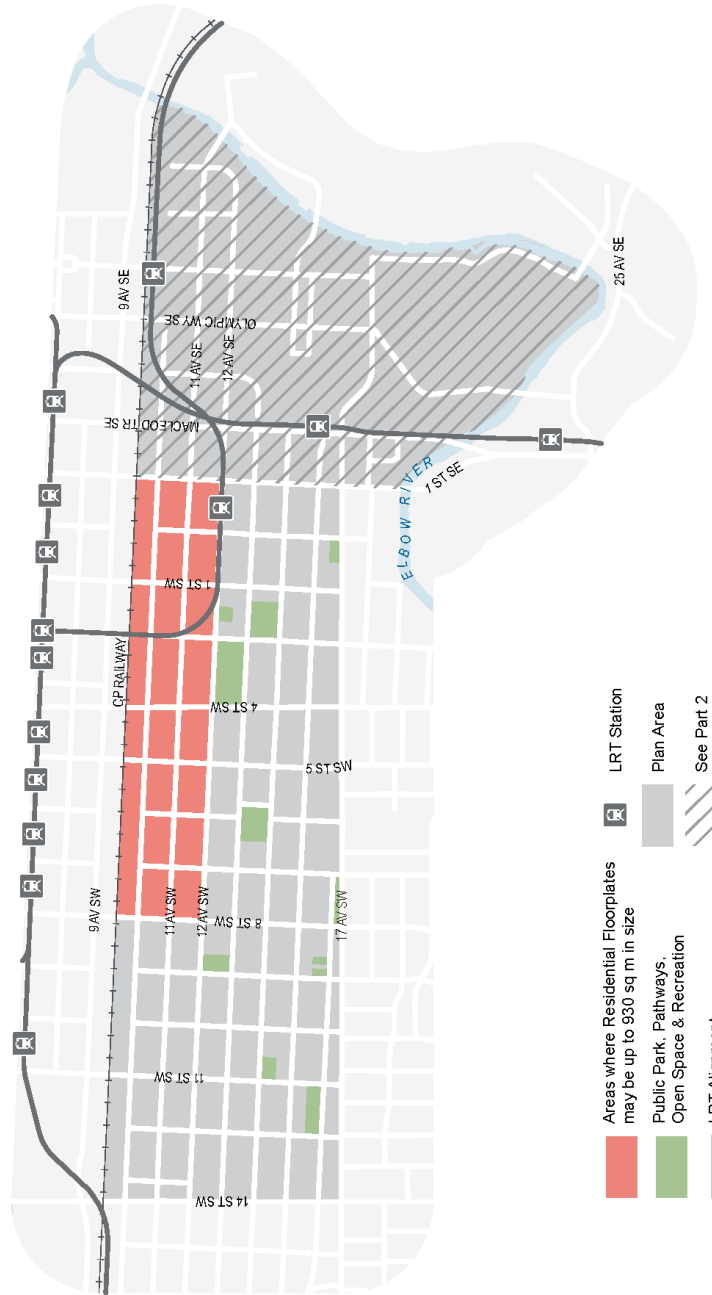 9 AV SE
OLYMPIC WY SE
11 AV SE
12 AV SE
MACLEOD TR SE
25 AV SE
ELBOW RIVER
1 ST SE
1 ST SW
CP RAILWAY
4 ST SW
5 ST SW
9 AV SW
11 AV SW
12 AV SW
8 ST SW
17 AV SW
11 ST SW
14 ST SW
Areas where Residential Floorplates
may be up to 930 sq m in size
Public Park, Pathways,
Open Space & Recreation
LRT Alignment
LRT Station
Plan Area
See Part 2